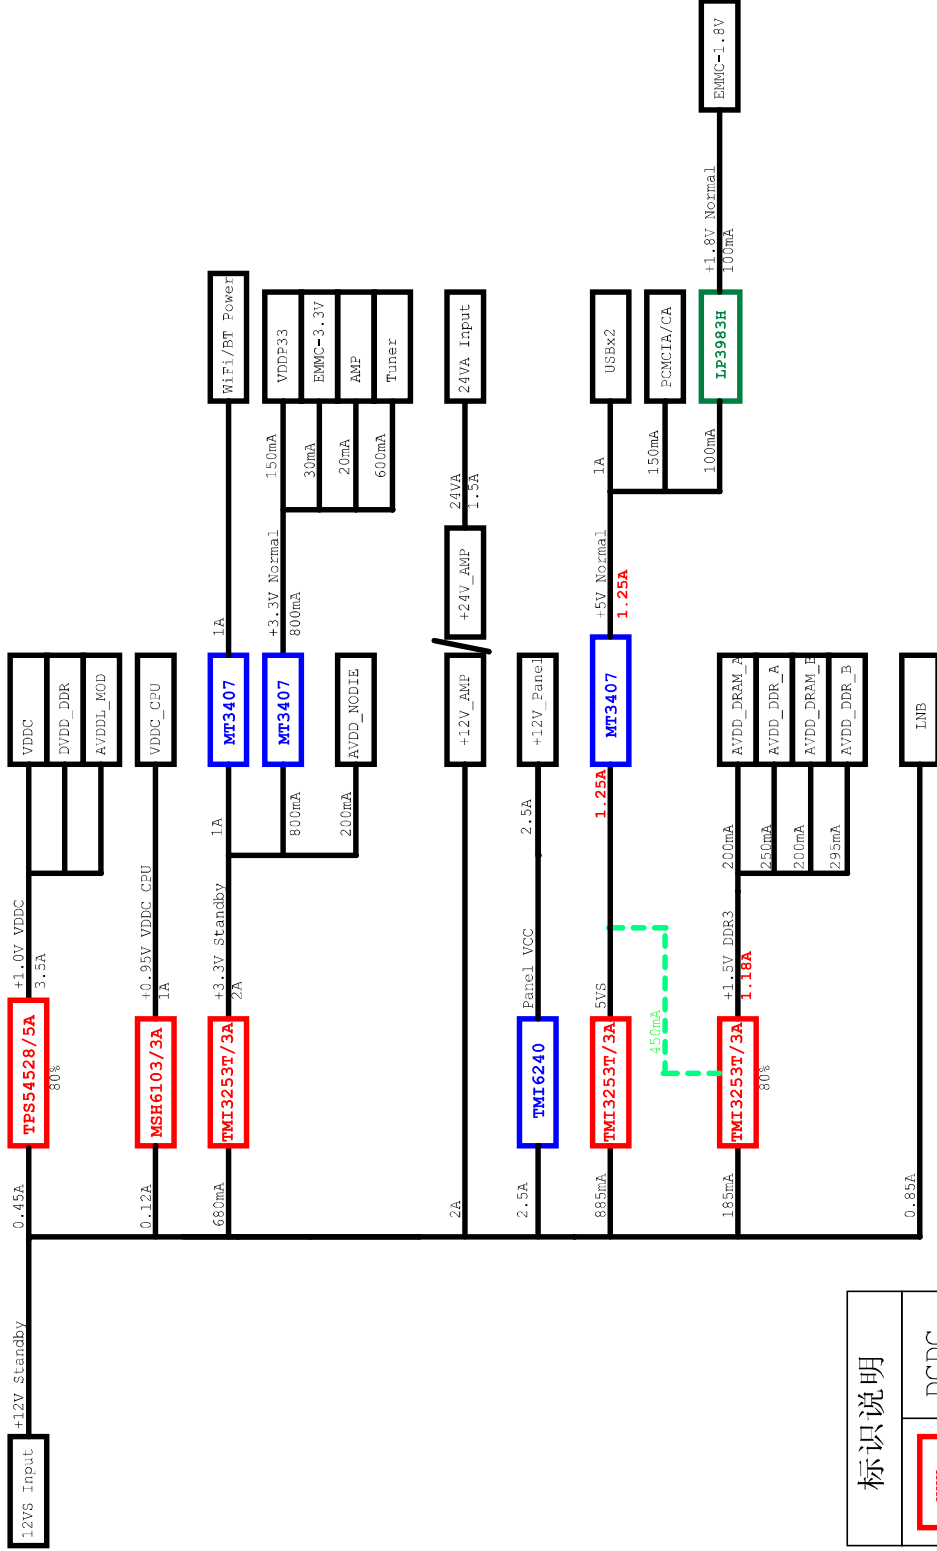 12VS Input
+12V Standby
0.45A
TPS54528/5A
80%
+1.0V VDDC
3.5A
VDDC
DVDD_DDR
AVDDL_MOD
0.12A
MSH6103/3A
+0.95V VDDC CPU
1A
VDDC_CPU
680mA
TMI3253T/3A
+3.3V Standby
2A
1A
MT3407
1A
WiFi/BT Power
800mA
MT3407
+3.3V Normal
800mA
150mA
VDDP33
30mA
EMMC-3.3V
20mA
AMP
600mA
Tuner
200mA
AVDD_NODIE
2A
+12V_AMP
+24V_AMP
24VA
1.5A
24VA Input
2.5A
TMI6240
Panel VCC
2.5A
+12V_Panel
885mA
TMI3253T/3A
5VS
1.25A
MT3407
+5V Normal
1.25A
1A
USBx2
150mA
PCMCIA/CA
100mA
LP3983H
+1.8V Normal
100mA
EMMC-1.8V
450mA
185mA
TMI3253T/3A
80%
+1.5V DDR3
1.18A
200mA
AVDD_DRAM_A
250mA
AVDD_DDR_A
200mA
AVDD_DRAM_B
295mA
AVDD_DDR_B
0.85A
LNB
标识说明
DCDC